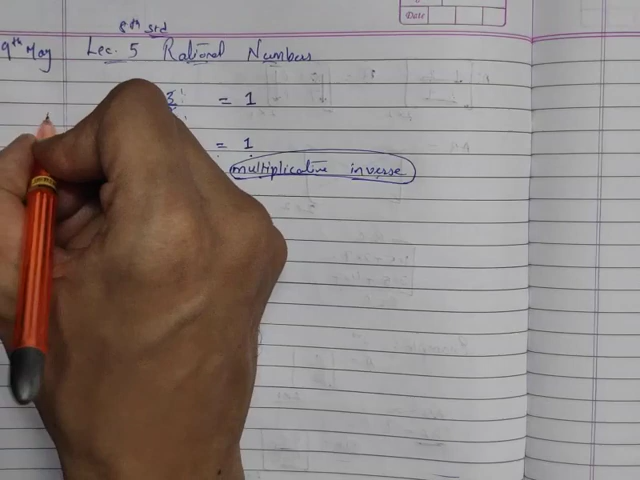 Date
8th std
9th May Lec. 5 Rational Numbers
= 1
= 1
multiplicative inverse